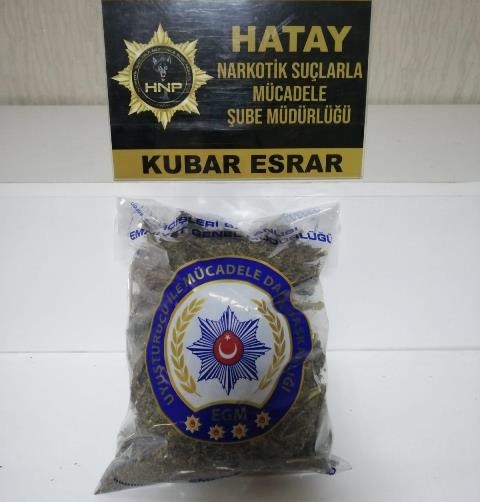 HATAY
NARKOTİK SUÇLARLA
MÜCADELE
ŞUBE MÜDÜRLÜĞÜ
HNP
KUBAR ESRAR
UYUŞTURUCU İLE MÜCADELE
EGM